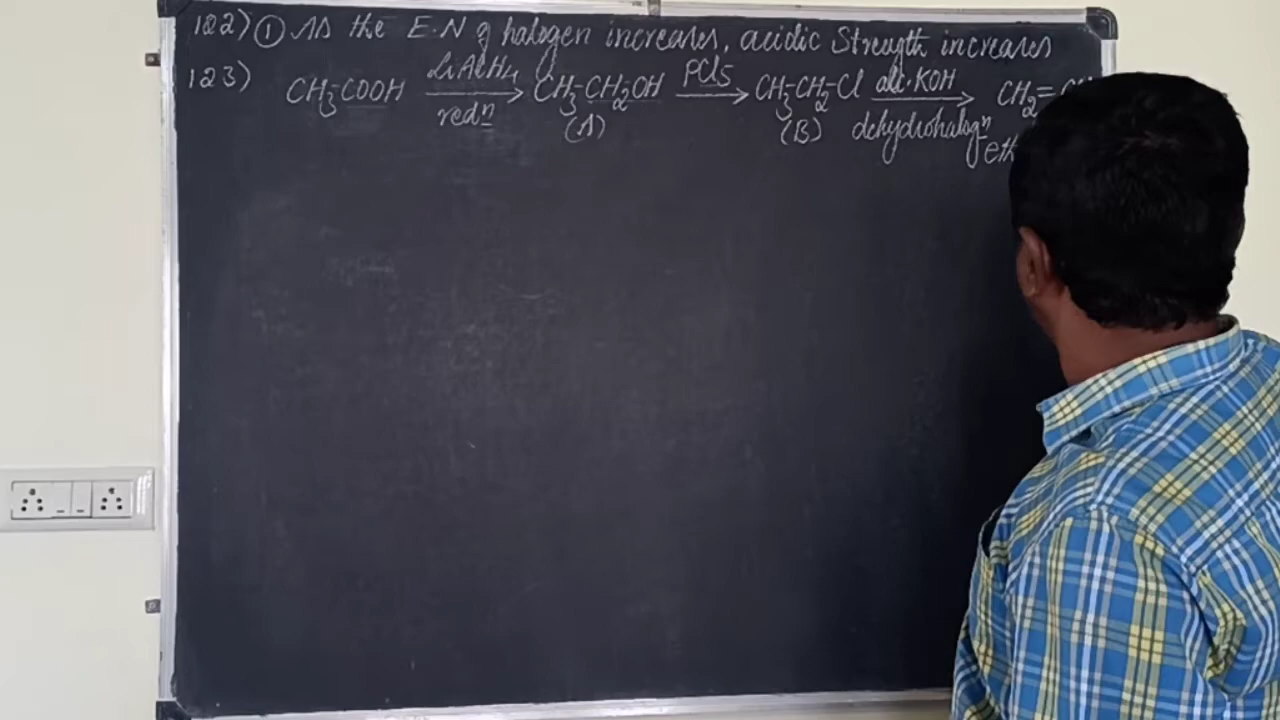 122) ① As the E.N of halogen increases, acidic Strength increases
123) CH3-COOH LiAlH4 redn CH3-CH2OH PCl5 CH3-CH2-Cl alc.KOH dehydrohalogn CH2=
(A) (B)